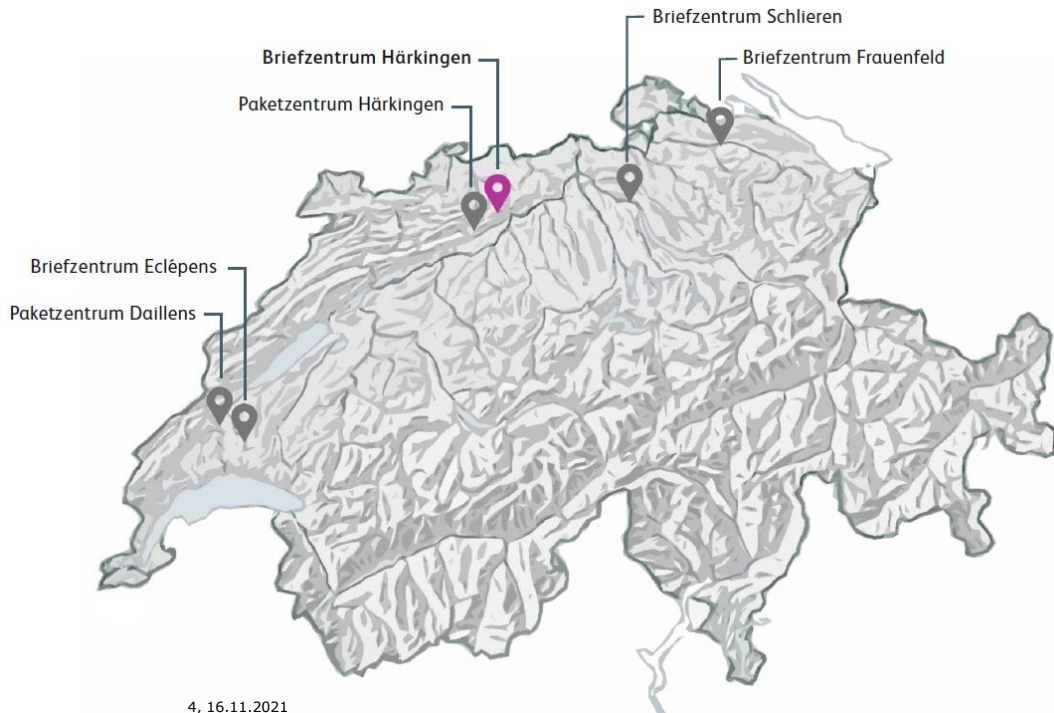 Briefzentrum Schlieren
Briefzentrum Härkingen
Briefzentrum Frauenfeld
Paketzentrum Härkingen
Briefzentrum Eclépens
Paketzentrum Daillens
4, 16.11.2021